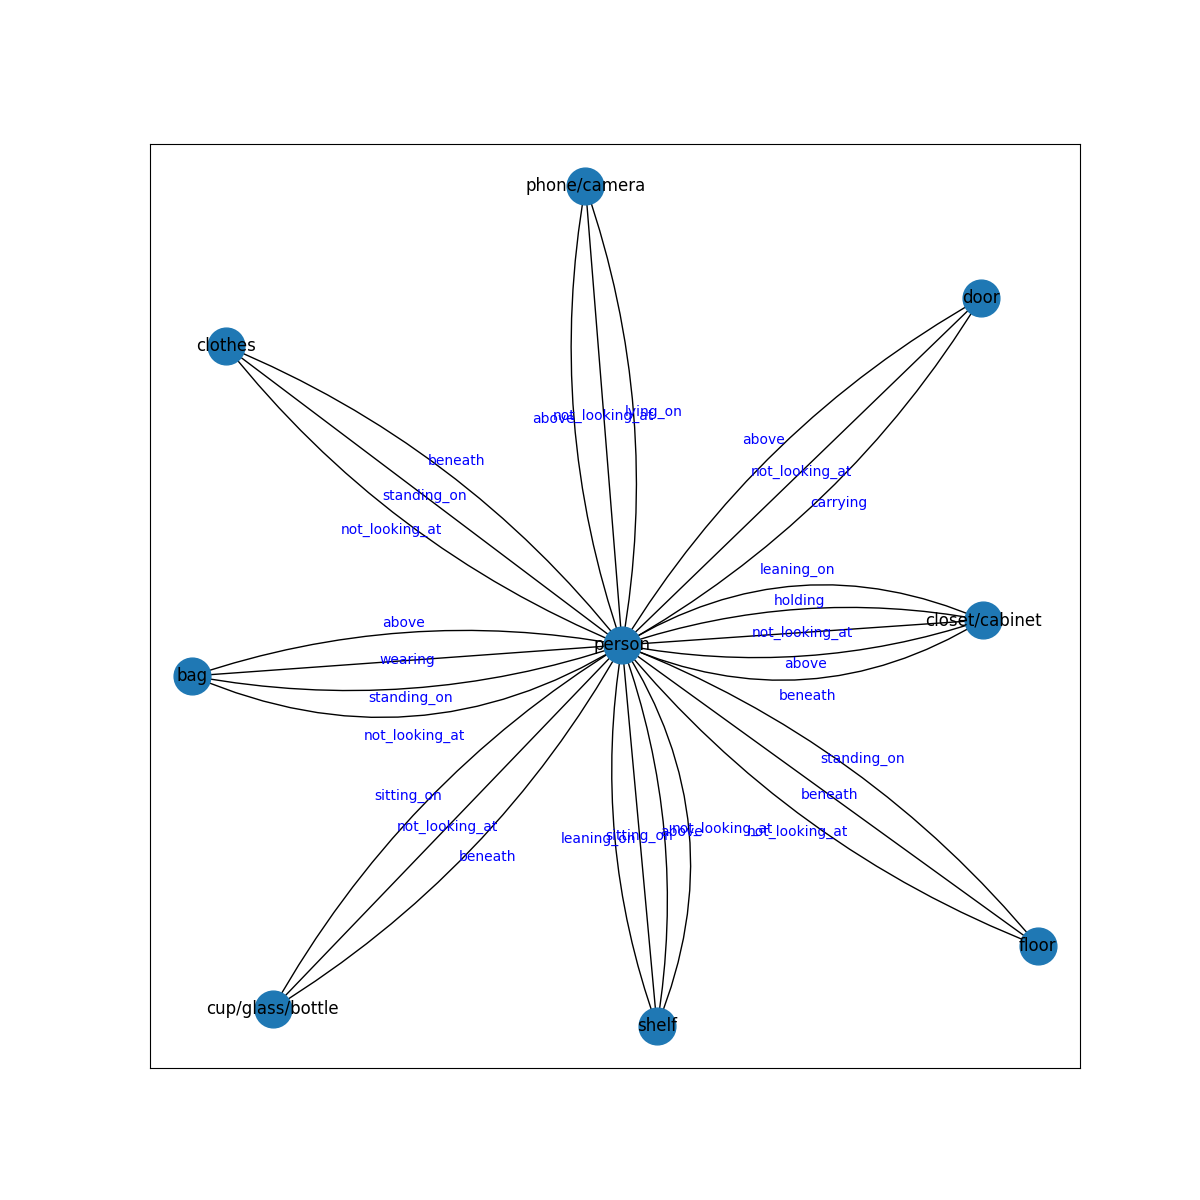 phone/camera
door
clothes
above
not_looking_at
lying_on
above
not_looking_at
carrying
beneath
standing_on
not_looking_at
leaning_on
holding
not_looking_at
above
beneath
closet/cabinet
person
above
wearing
standing_on
not_looking_at
bag
sitting_on
not_looking_at
beneath
leaning_on
sitting_on
above
not_looking_at
standing_on
beneath
not_looking_at
floor
cup/glass/bottle
shelf